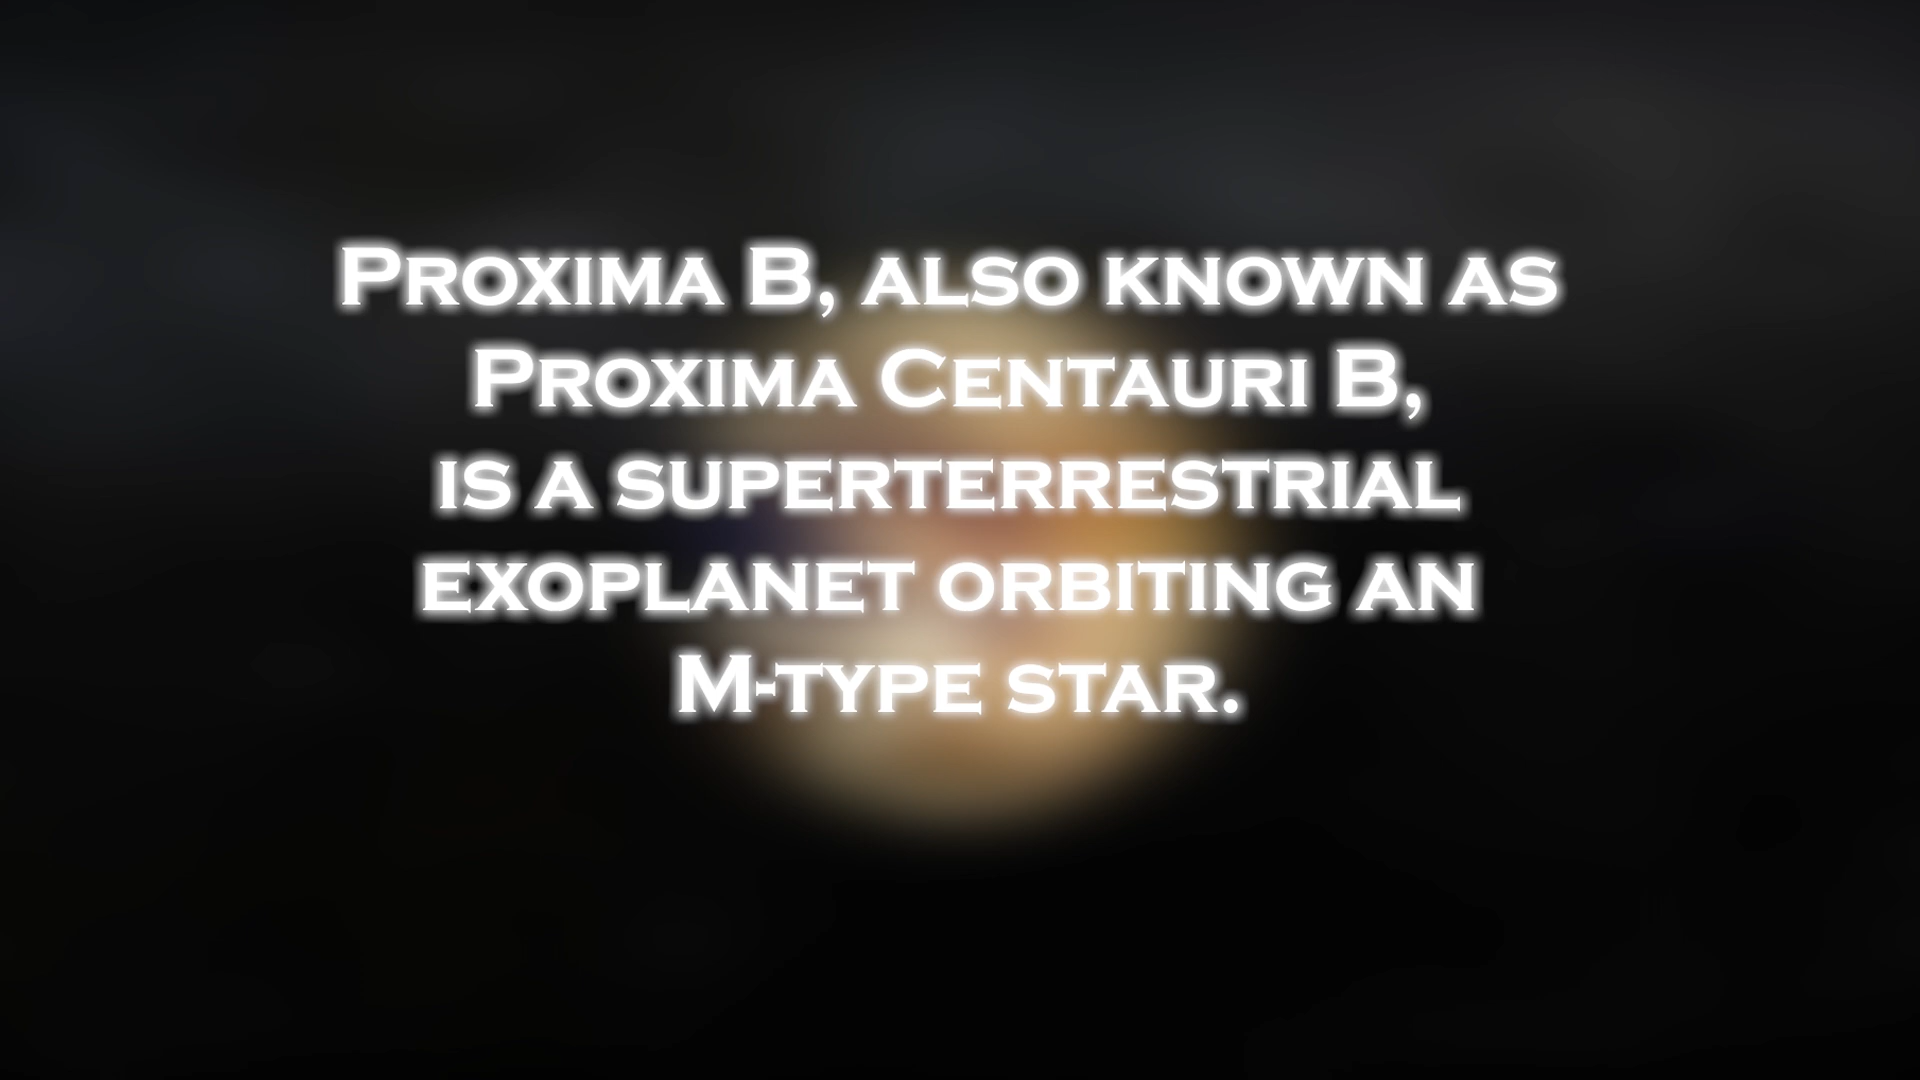 Proxima B, also known as
Proxima Centauri B,
is a superterrestrial
exoplanet orbiting an
M-type star.